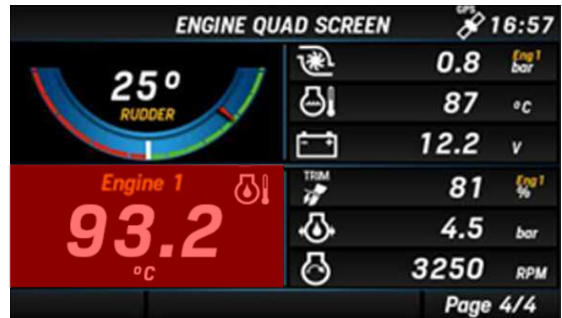 ENGINE QUAD SCREEN
GPS
16:57
25°
RUDDER
0.8 Eng1 bar
87 °C
12.2 V
Engine 1
93.2
°C
TRIM
81 Eng1 %
4.5 bar
3250 RPM
Page 4/4